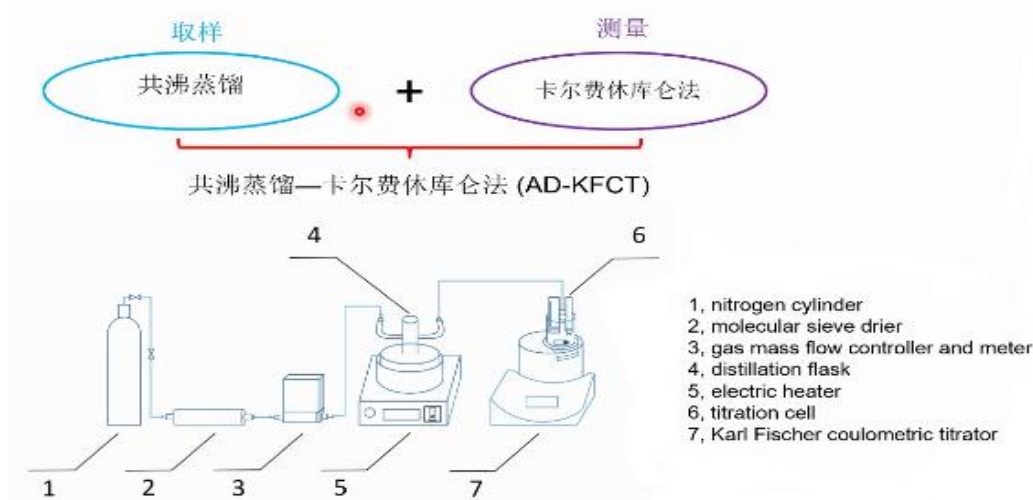 取样
测量
共沸蒸馏
+
卡尔费休库仑法
共沸蒸馏—卡尔费休库仑法 (AD-KFCT)
4
6
1, nitrogen cylinder
2, molecular sieve drier
3, gas mass flow controller and meter
4, distillation flask
5, electric heater
6, titration cell
7, Karl Fischer coulometric titrator
1
2
3
5
7